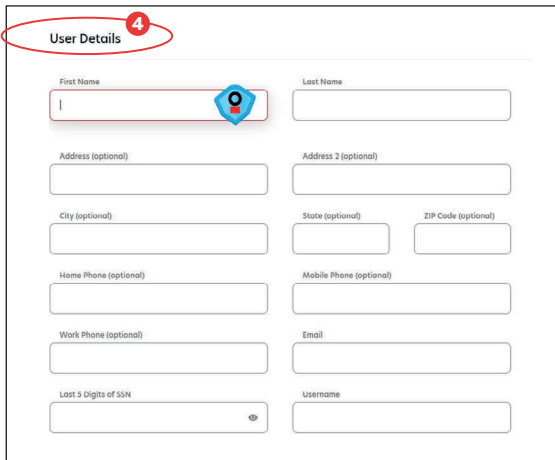 4
User Details
First Name Last Name
Address (optional) Address 2 (optional)
City (optional) State (optional) ZIP Code (optional)
Home Phone (optional) Mobile Phone (optional)
Work Phone (optional) Email
Last 5 Digits of SSN Username